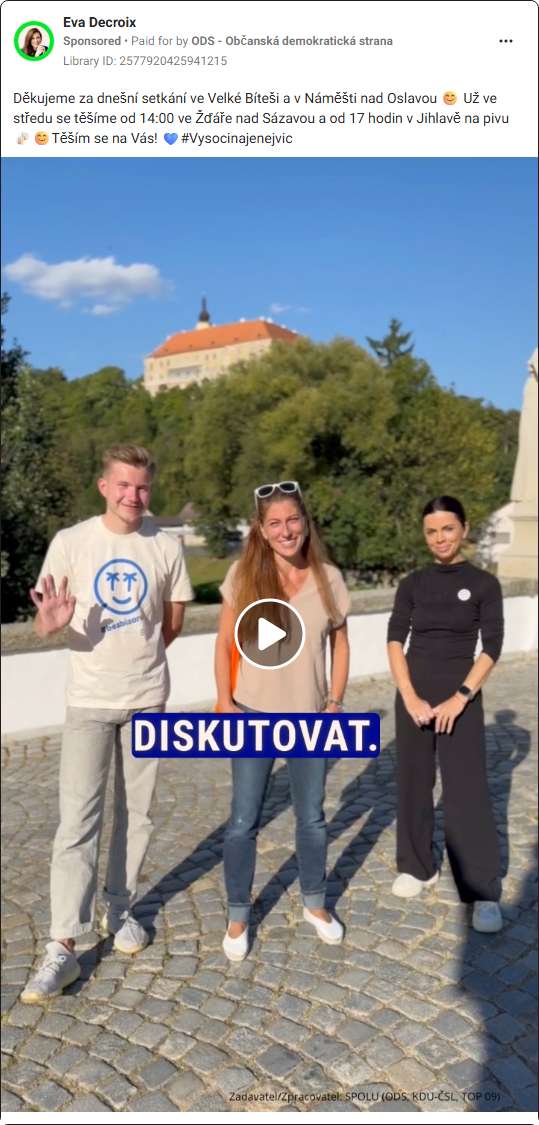 Eva Decroix
Sponsored • Paid for by ODS - Občanská demokratická strana
Library ID: 2577920425941215
Děkujeme za dnešní setkání ve Velké Bíteši a v Náměšti nad Oslavou 😊 Už ve
středu se těšíme od 14:00 ve Žďáře nad Sázavou a od 17 hodin v Jihlavě na pivu
🍻 😊 Těším se na Vás! 💙 #Vysocinajenejvic
DISKUTOVAT.
Zadavatel/Zpracovatel: SPOLU (ODS, KDU-ČSL, TOP 09)